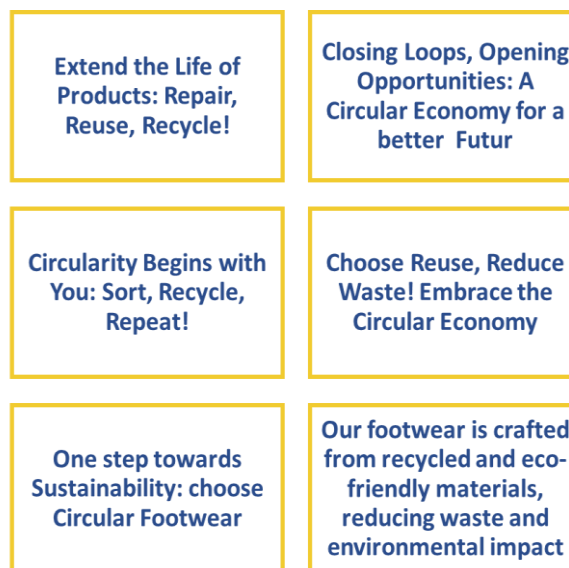 Extend the Life of
Products: Repair,
Reuse, Recycle!
Closing Loops, Opening
Opportunities: A
Circular Economy for a
better Futur
Circularity Begins with
You: Sort, Recycle,
Repeat!
Choose Reuse, Reduce
Waste! Embrace the
Circular Economy
One step towards
Sustainability: choose
Circular Footwear
Our footwear is crafted
from recycled and eco-
friendly materials,
reducing waste and
environmental impact